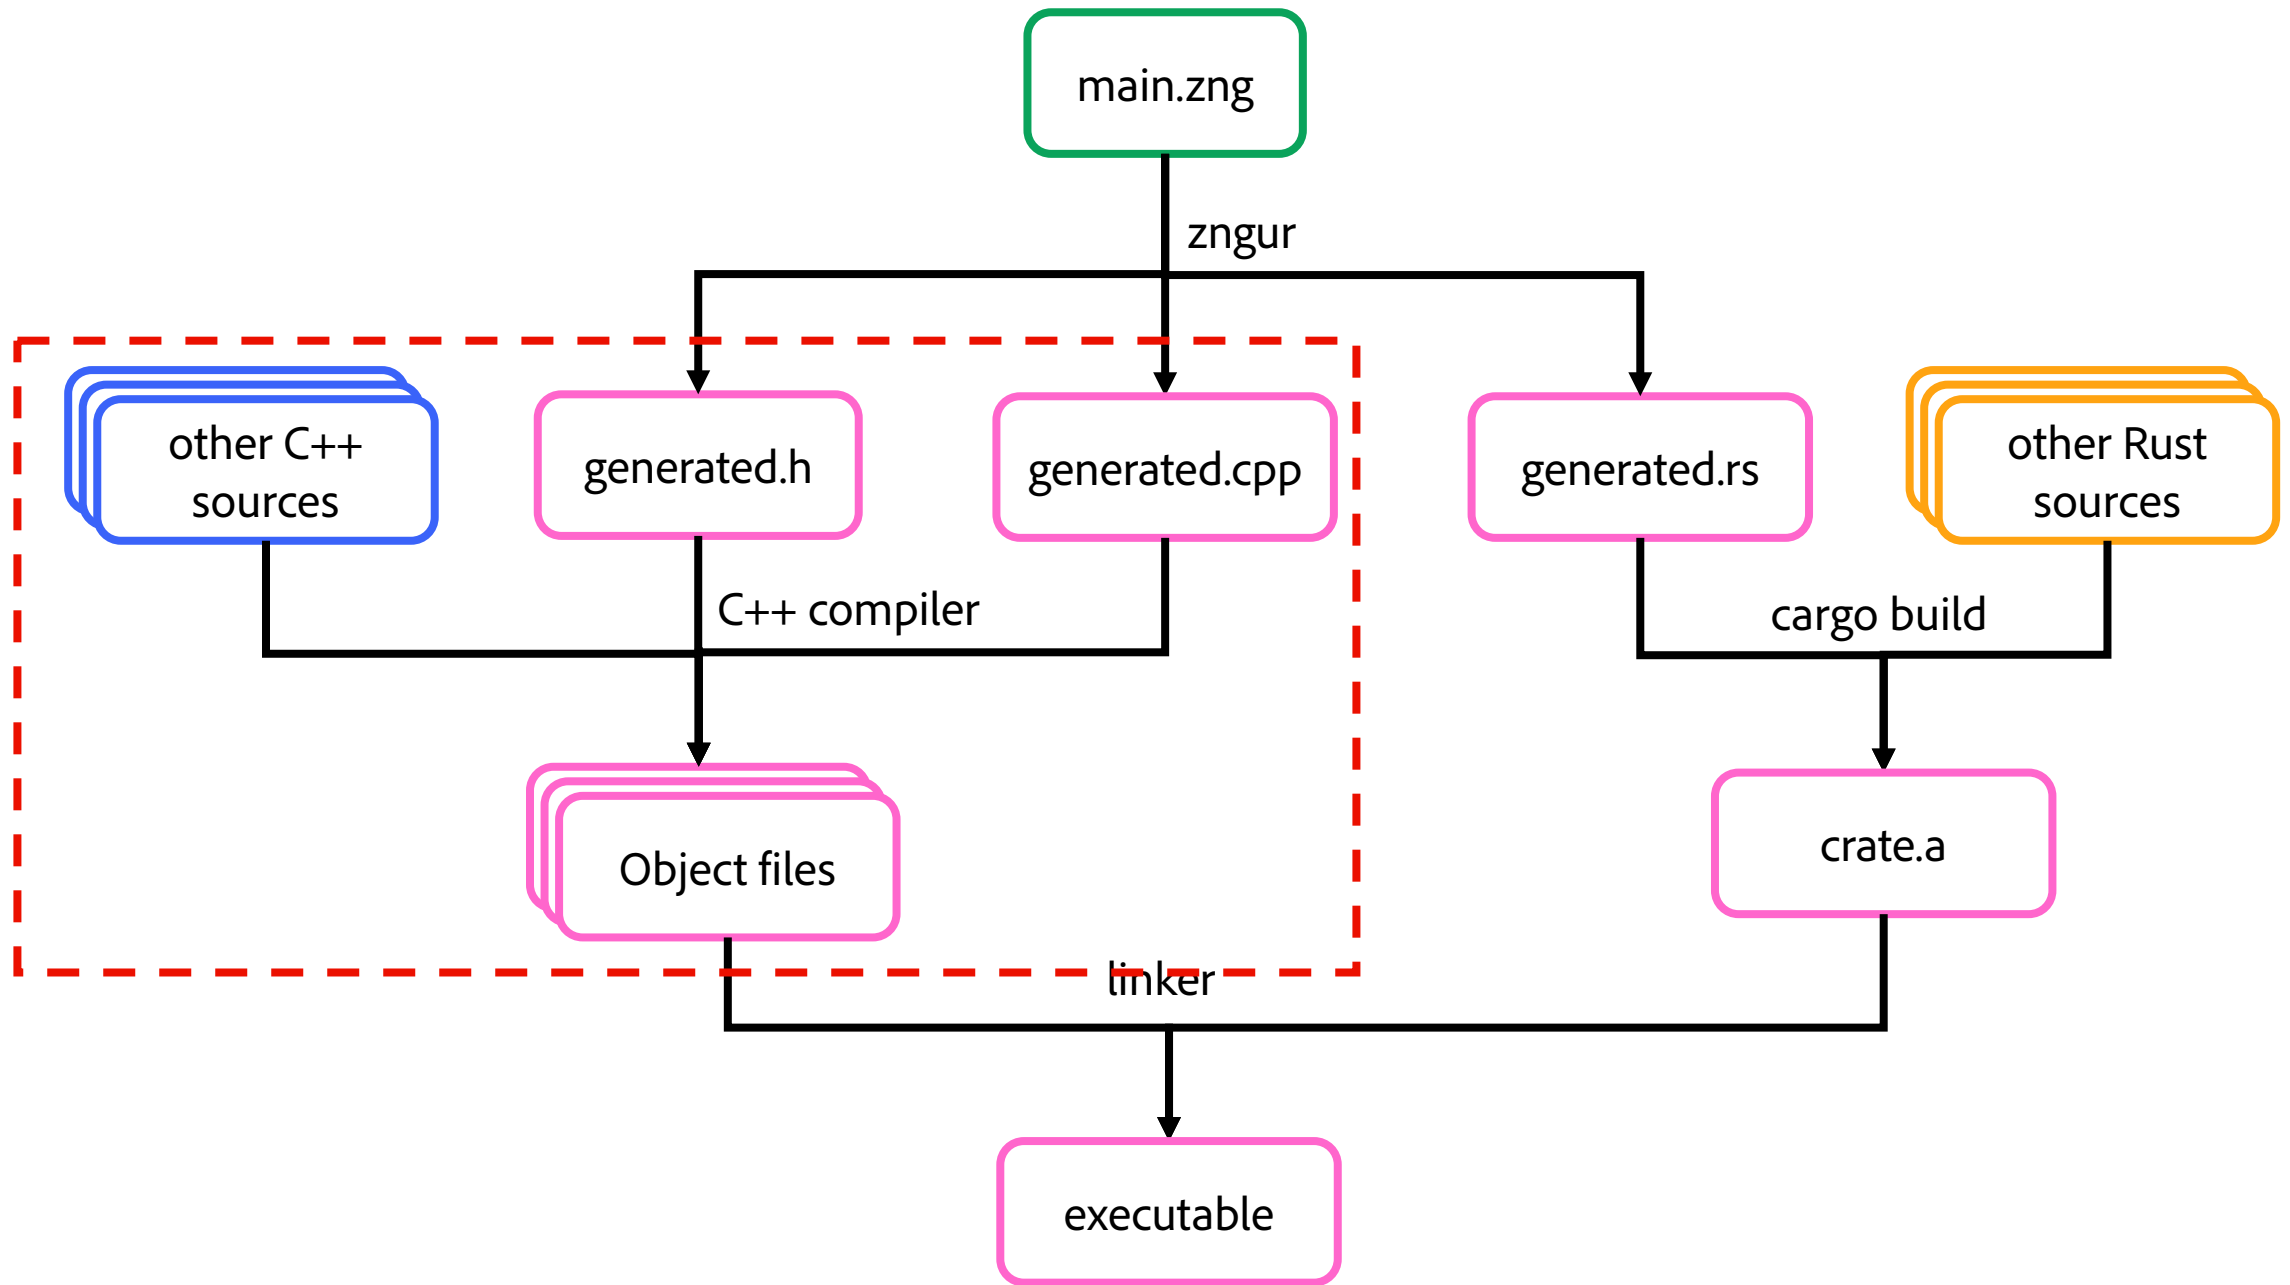 main.zng
zngur
other C++
sources
generated.h
generated.cpp
generated.rs
other Rust
sources
C++ compiler
cargo build
Object files
crate.a
linker
executable